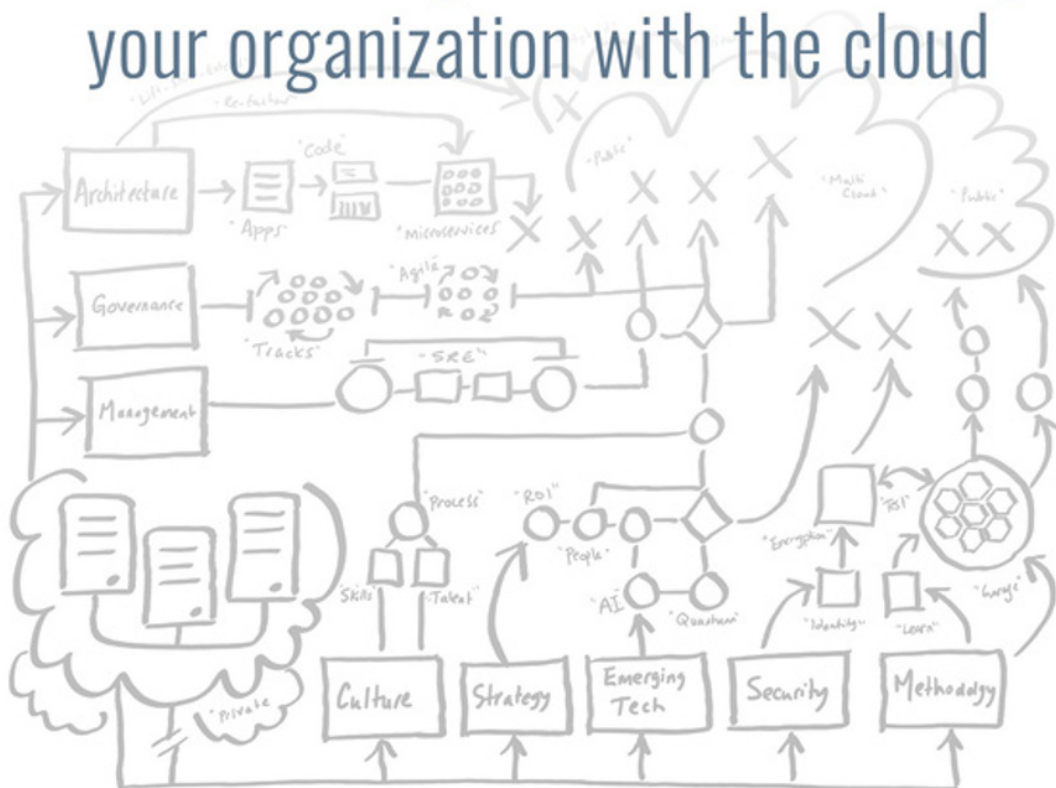 your organization with the cloud
"Re-factor"
Architecture
"Code"
"Apps"
"Microservices"
"Public"
"Multi
Cloud"
"Public"
Governance
"Agile"
"Tracks"
"SRE"
Management
"Process"
"ROI"
"People"
"Skills"
"Talent"
"AI"
"Quantum"
"Encryption"
"Test"
"Identity"
"Learn"
"Garage"
"Private"
Culture
Strategy
Emerging
Tech
Security
Methodology